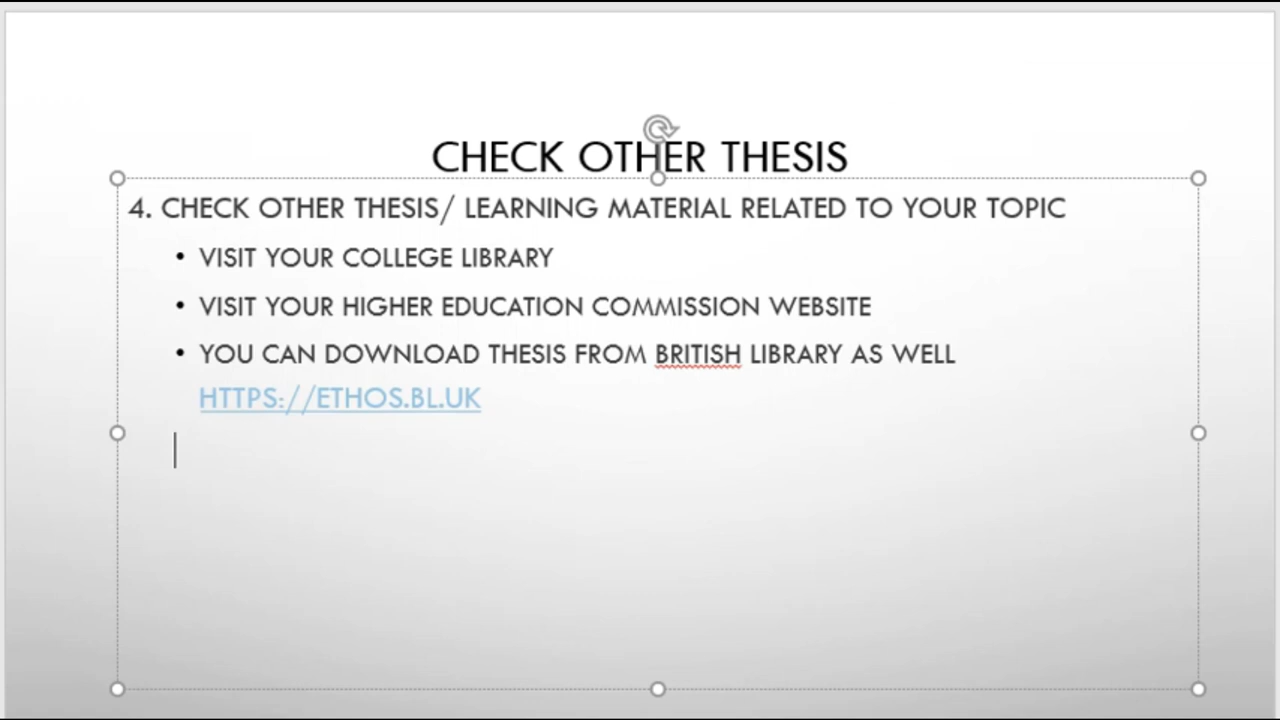 CHECK OTHER THESIS
4. CHECK OTHER THESIS/ LEARNING MATERIAL RELATED TO YOUR TOPIC
• VISIT YOUR COLLEGE LIBRARY
• VISIT YOUR HIGHER EDUCATION COMMISSION WEBSITE
• YOU CAN DOWNLOAD THESIS FROM BRITISH LIBRARY AS WELL
HTTPS://ETHOS.BL.UK